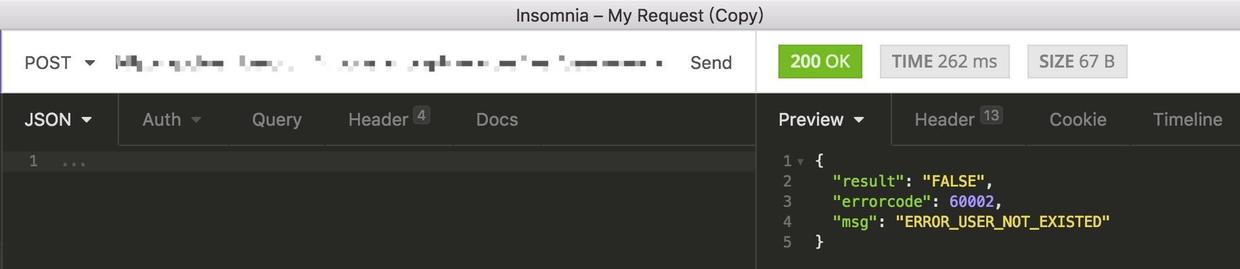 Insomnia – My Request (Copy)
POST Send 200 OK TIME 262 ms SIZE 67 B
JSON Auth Query Header 4 Docs Preview Header 13 Cookie Timeline
1 ...
1 {
2 "result": "FALSE",
3 "errorcode": 60002,
4 "msg": "ERROR_USER_NOT_EXISTED"
5 }